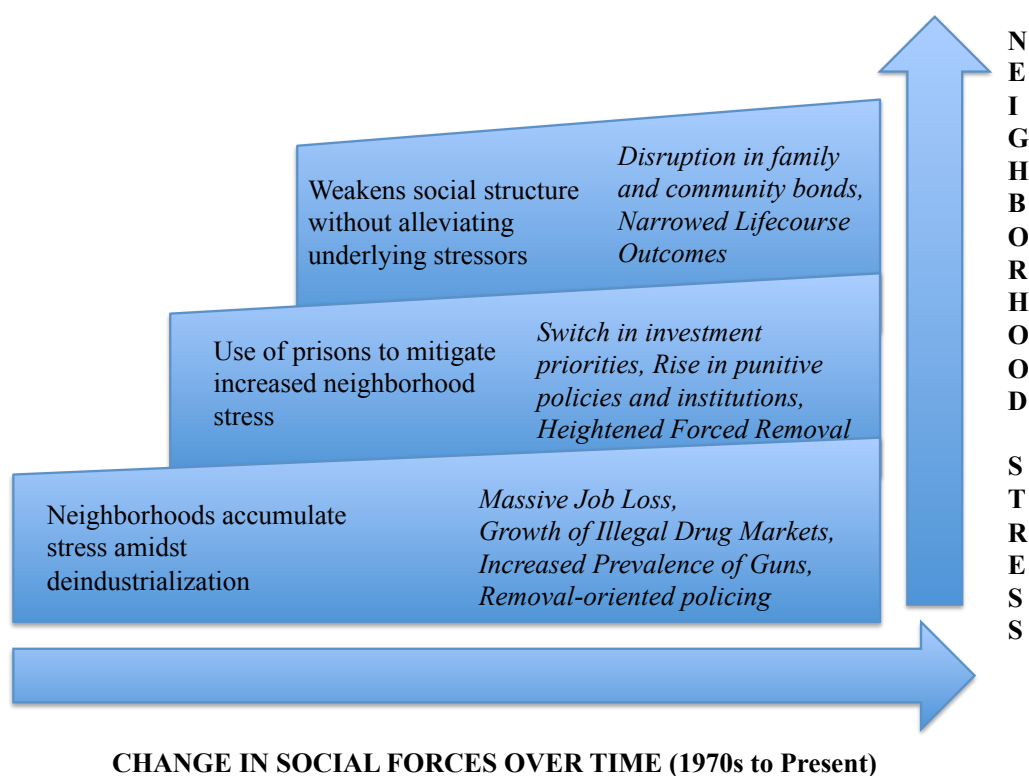 Weakens social structure
without alleviating
underlying stressors
Disruption in family
and community bonds,
Narrowed Lifecourse
Outcomes
Use of prisons to mitigate
increased neighborhood
stress
Switch in investment
priorities, Rise in punitive
policies and institutions,
Heightened Forced Removal
Neighborhoods accumulate
stress amidst
deindustrialization
Massive Job Loss,
Growth of Illegal Drug Markets,
Increased Prevalence of Guns,
Removal-oriented policing
NEIGHBORHOOD STRESS
CHANGE IN SOCIAL FORCES OVER TIME (1970s to Present)